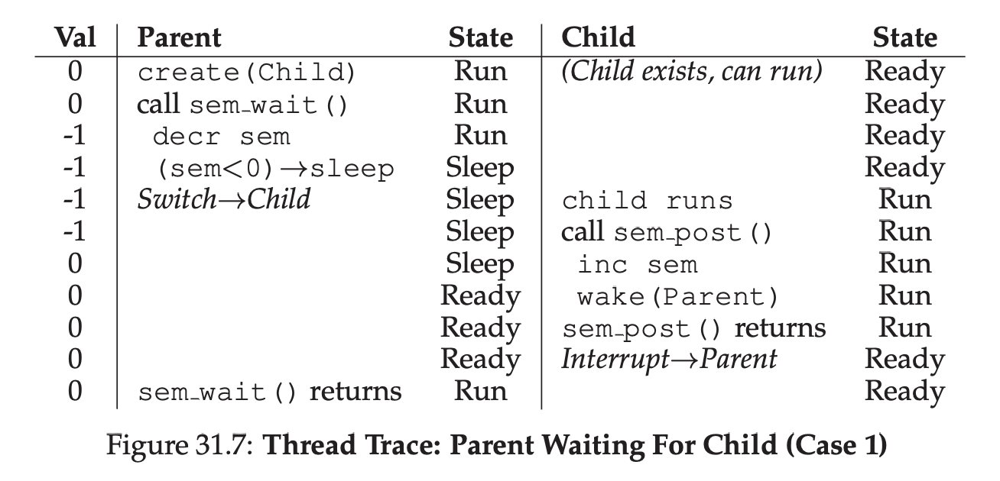 Val Parent State Child State
0 create(Child) Run (Child exists, can run) Ready
0 call sem_wait() Run Ready
-1 decr sem Run Ready
-1 (sem<0)→sleep Sleep Ready
-1 Switch→Child Sleep child runs Run
-1 Sleep call sem_post() Run
0 Sleep inc sem Run
0 Ready wake(Parent) Run
0 Ready sem_post() returns Run
0 Ready Interrupt→Parent Ready
0 sem_wait() returns Run Ready
Figure 31.7: Thread Trace: Parent Waiting For Child (Case 1)